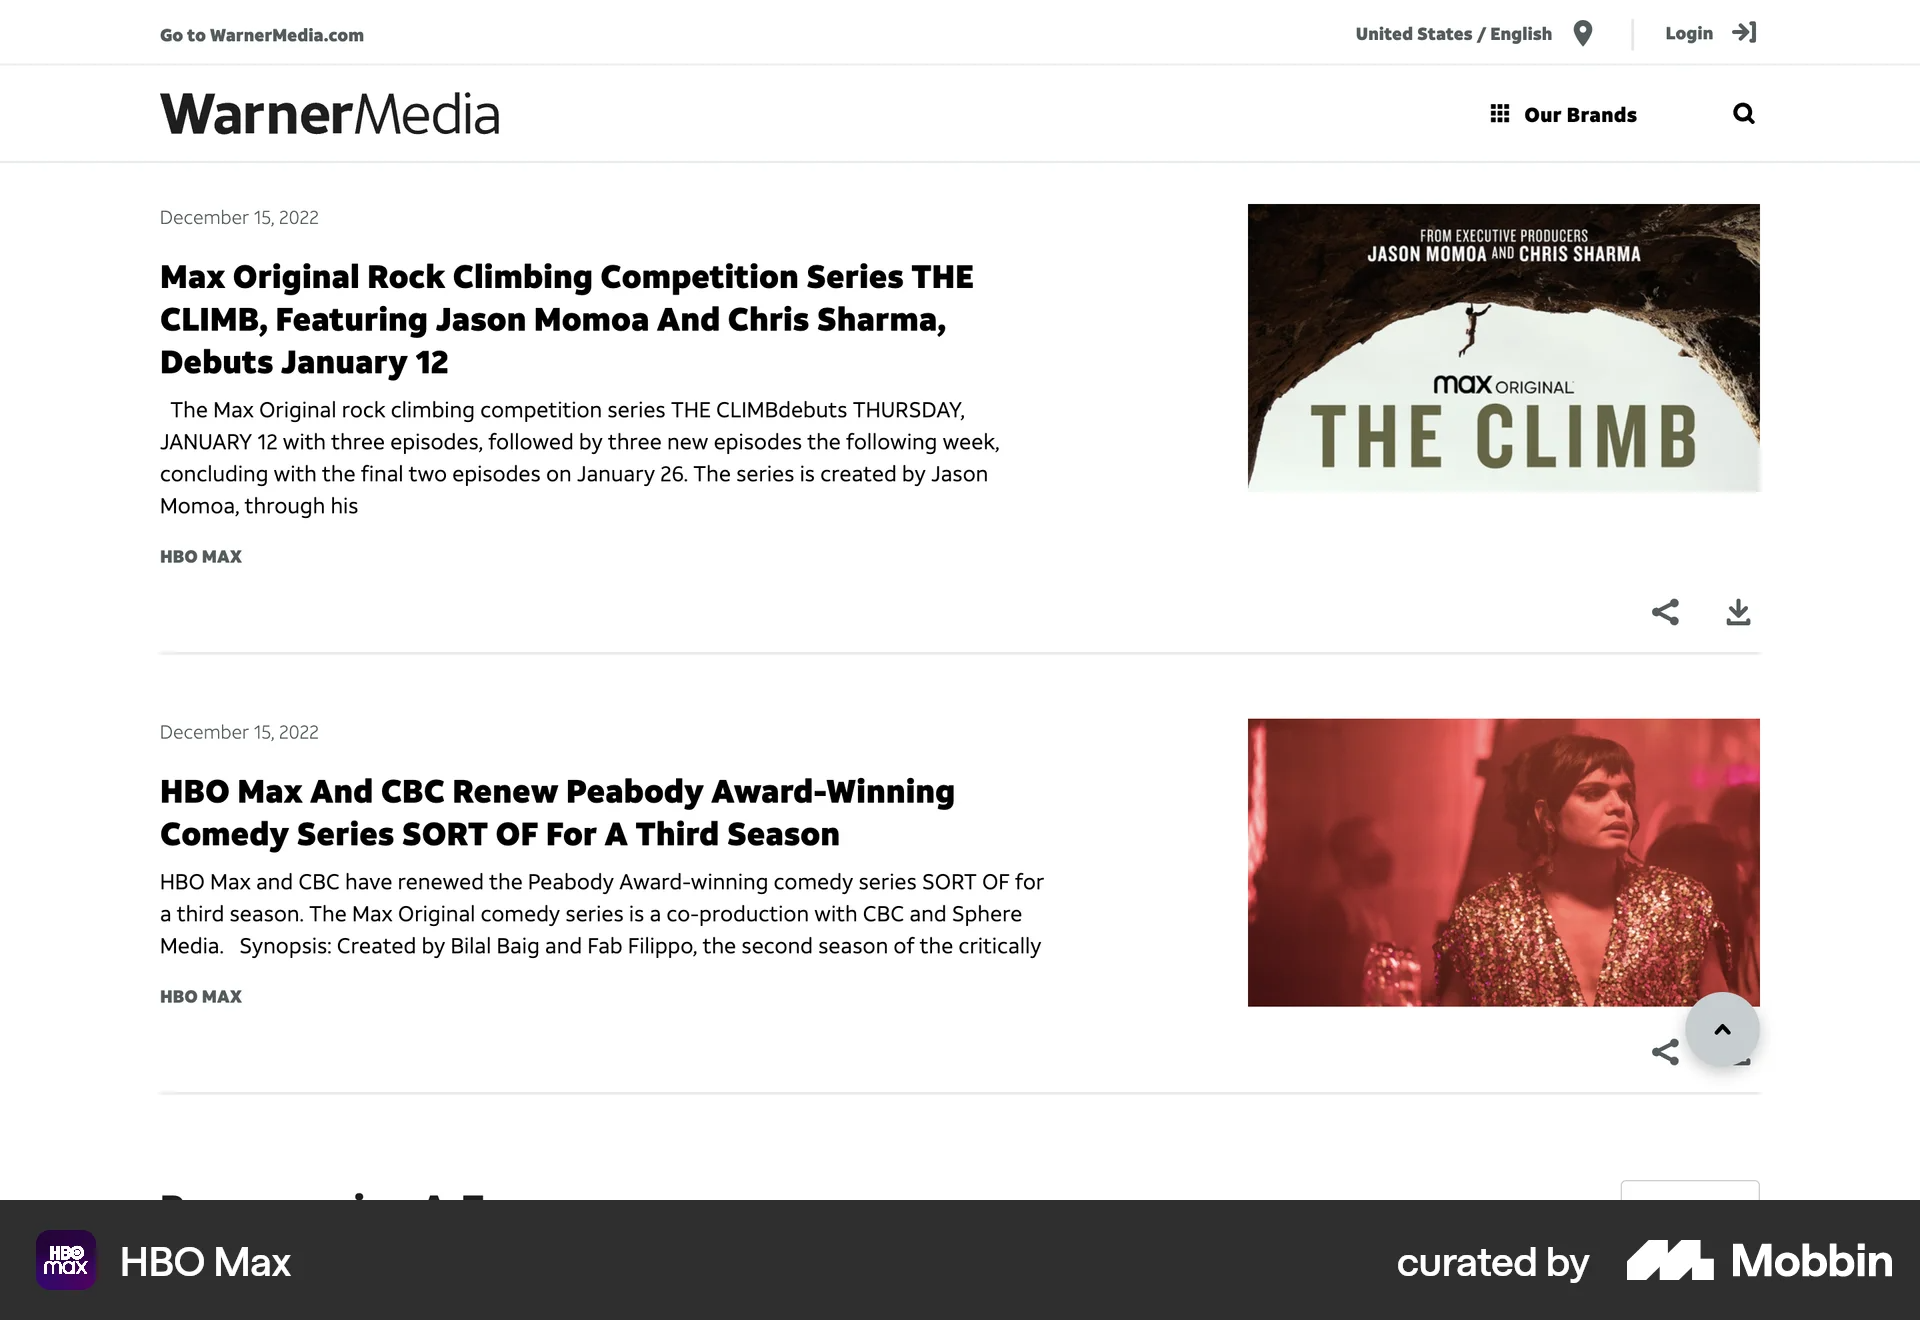 Go to WarnerMedia.com
United States / English
Login
WarnerMedia
Our Brands
December 15, 2022
Max Original Rock Climbing Competition Series THE
CLIMB, Featuring Jason Momoa And Chris Sharma,
Debuts January 12
The Max Original rock climbing competition series THE CLIMBdebuts THURSDAY,
JANUARY 12 with three episodes, followed by three new episodes the following week,
concluding with the final two episodes on January 26. The series is created by Jason
Momoa, through his
HBO MAX
FROM EXECUTIVE PRODUCERS
JASON MOMOA AND CHRIS SHARMA
max ORIGINAL
THE CLIMB
December 15, 2022
HBO Max And CBC Renew Peabody Award-Winning
Comedy Series SORT OF For A Third Season
HBO Max and CBC have renewed the Peabody Award-winning comedy series SORT OF for
a third season. The Max Original comedy series is a co-production with CBC and Sphere
Media.   Synopsis: Created by Bilal Baig and Fab Filippo, the second season of the critically
HBO MAX
HBO
max
HBO Max
curated by
Mobbin